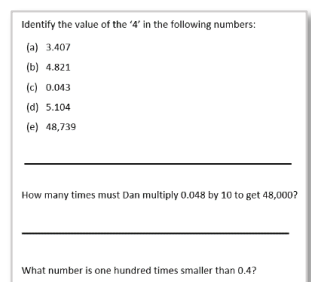 Identify the value of the ‘4’ in the following numbers:
(a) 3.407
(b) 4.821
(c) 0.043
(d) 5.104
(e) 48,739
How many times must Dan multiply 0.048 by 10 to get 48,000?
What number is one hundred times smaller than 0.4?